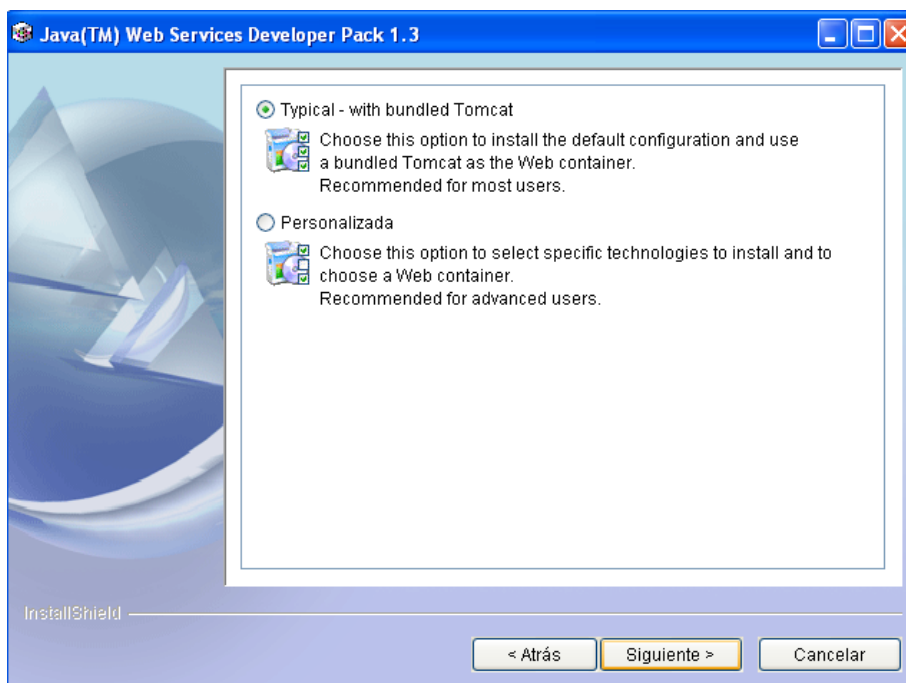 Java(TM) Web Services Developer Pack 1.3
Typical - with bundled Tomcat
Choose this option to install the default configuration and use
a bundled Tomcat as the Web container.
Recommended for most users.
Personalizada
Choose this option to select specific technologies to install and to
choose a Web container.
Recommended for advanced users.
InstallShield
< Atrás
Siguiente >
Cancelar